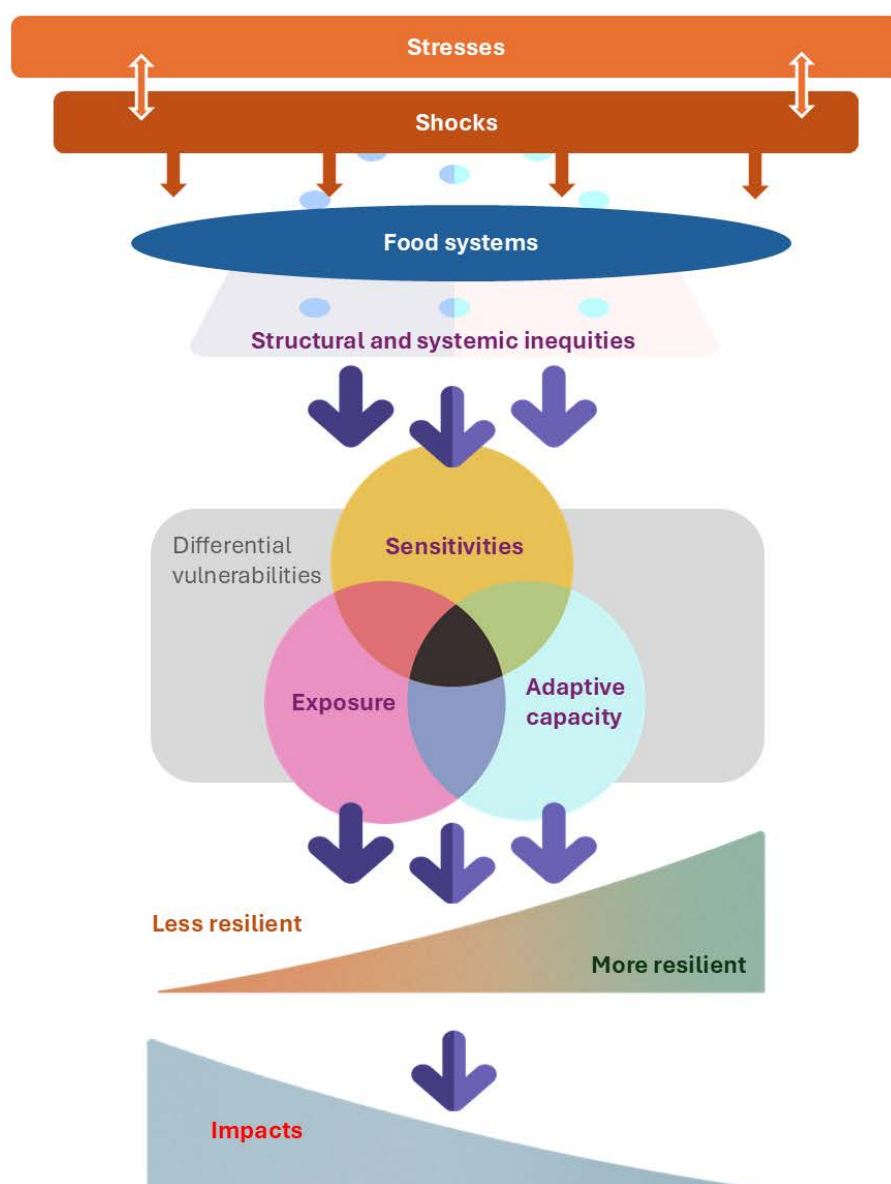 Stresses
Shocks
Food systems
Structural and systemic inequities
Differential
vulnerabilities
Sensitivities
Exposure
Adaptive
capacity
Less resilient
More resilient
Impacts